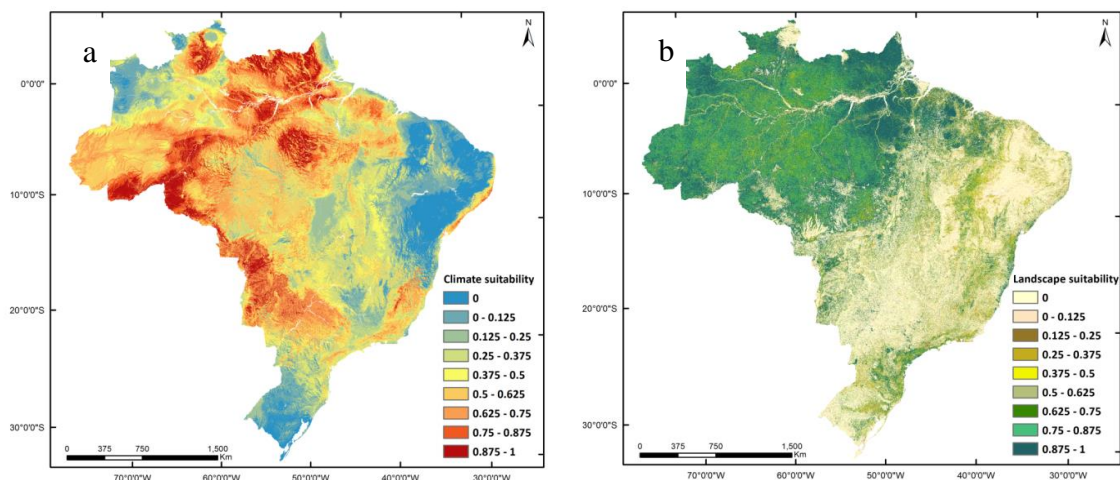 a
N
0°0'0"
10°0'0"S
20°0'0"S
30°0'0"S
Climate suitability
0
0 - 0.125
0.125 - 0.25
0.25 - 0.375
0.375 - 0.5
0.5 - 0.625
0.625 - 0.75
0.75 - 0.875
0.875 - 1
0 375 750 1,500
Km
70°0'0"W 60°0'0"W 50°0'0"W 40°0'0"W 30°0'0"W
b
N
0°0'0"
10°0'0"S
20°0'0"S
30°0'0"S
Landscape suitability
0
0 - 0.125
0.125 - 0.25
0.25 - 0.375
0.375 - 0.5
0.5 - 0.625
0.625 - 0.75
0.75 - 0.875
0.875 - 1
0 375 750 1,500
Km
70°0'0"W 60°0'0"W 50°0'0"W 40°0'0"W 30°0'0"W